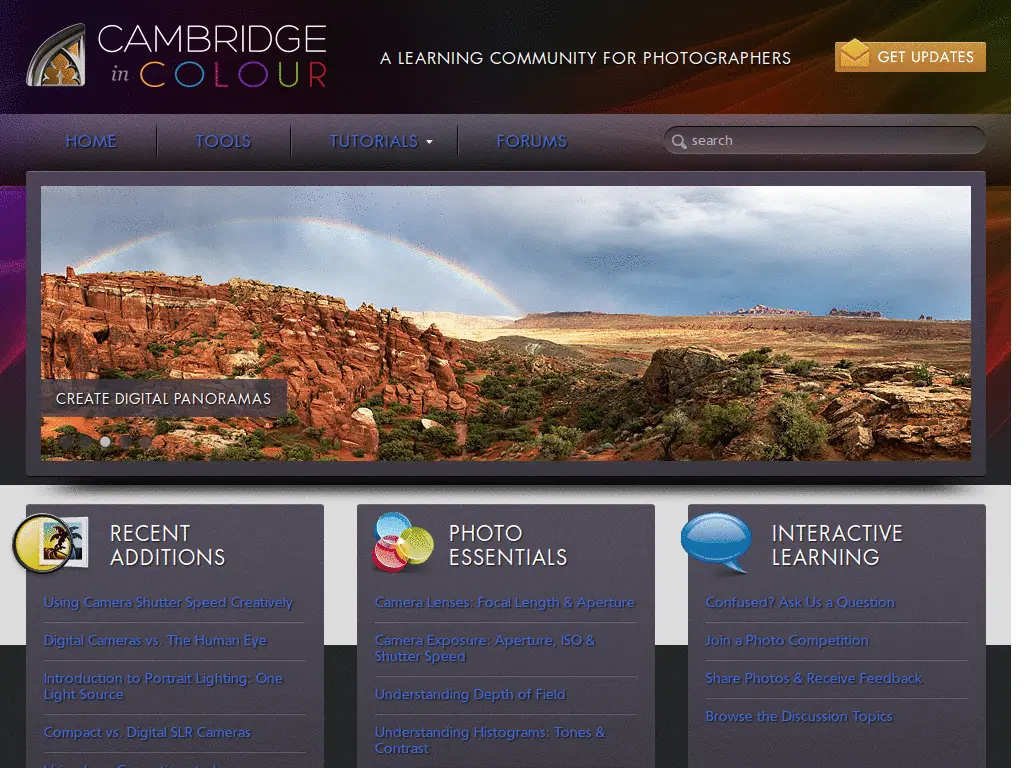 CAMBRIDGE
in COLOUR
A LEARNING COMMUNITY FOR PHOTOGRAPHERS
GET UPDATES
HOME
TOOLS
TUTORIALS
FORUMS
search
CREATE DIGITAL PANORAMAS
RECENT
ADDITIONS
Using Camera Shutter Speed Creatively
Digital Cameras vs. The Human Eye
Introduction to Portrait Lighting: One
Light Source
Compact vs. Digital SLR Cameras
PHOTO
ESSENTIALS
Camera Lenses: Focal Length & Aperture
Camera Exposure: Aperture, ISO &
Shutter Speed
Understanding Depth of Field
Understanding Histograms: Tones &
Contrast
INTERACTIVE
LEARNING
Confused? Ask Us a Question
Join a Photo Competition
Share Photos & Receive Feedback
Browse the Discussion Topics